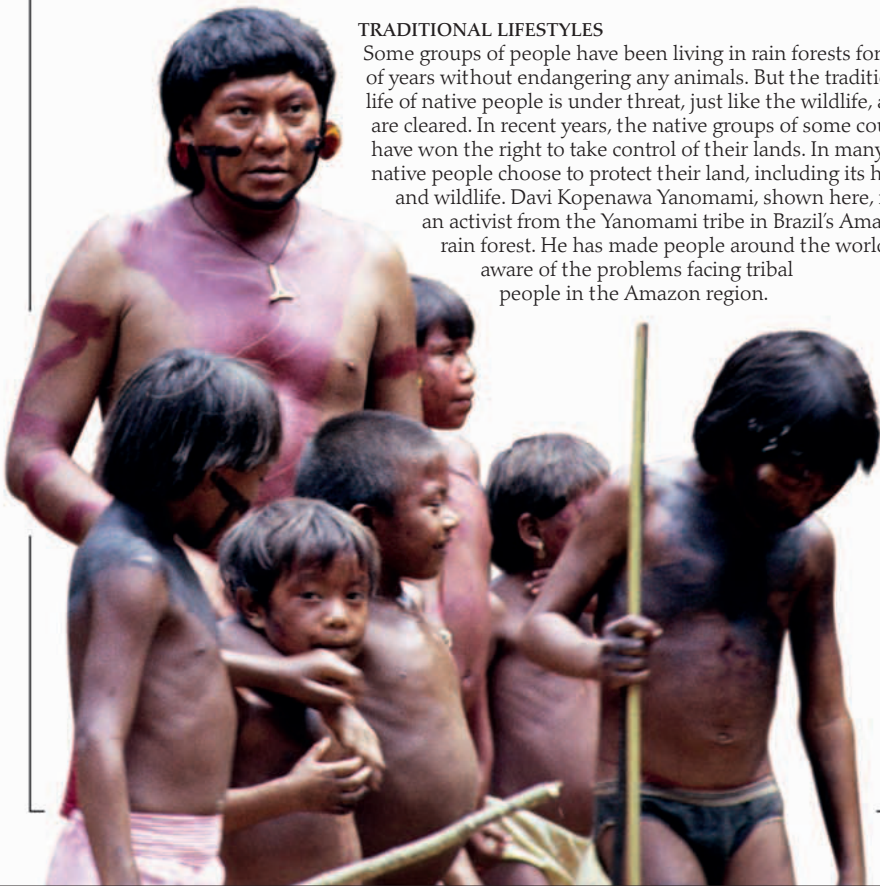 TRADITIONAL LIFESTYLES
Some groups of people have been living in rain forests for
of years without endangering any animals. But the
life of native people is under threat, just like the wildlife,
are cleared. In recent years, the native groups of some
have won the right to take control of their lands. In many
native people choose to protect their land, including its
and wildlife. Davi Kopenawa Yanomami, shown here,
an activist from the Yanomami tribe in Brazil's
rain forest. He has made people around the world
aware of the problems facing tribal
people in the Amazon region.